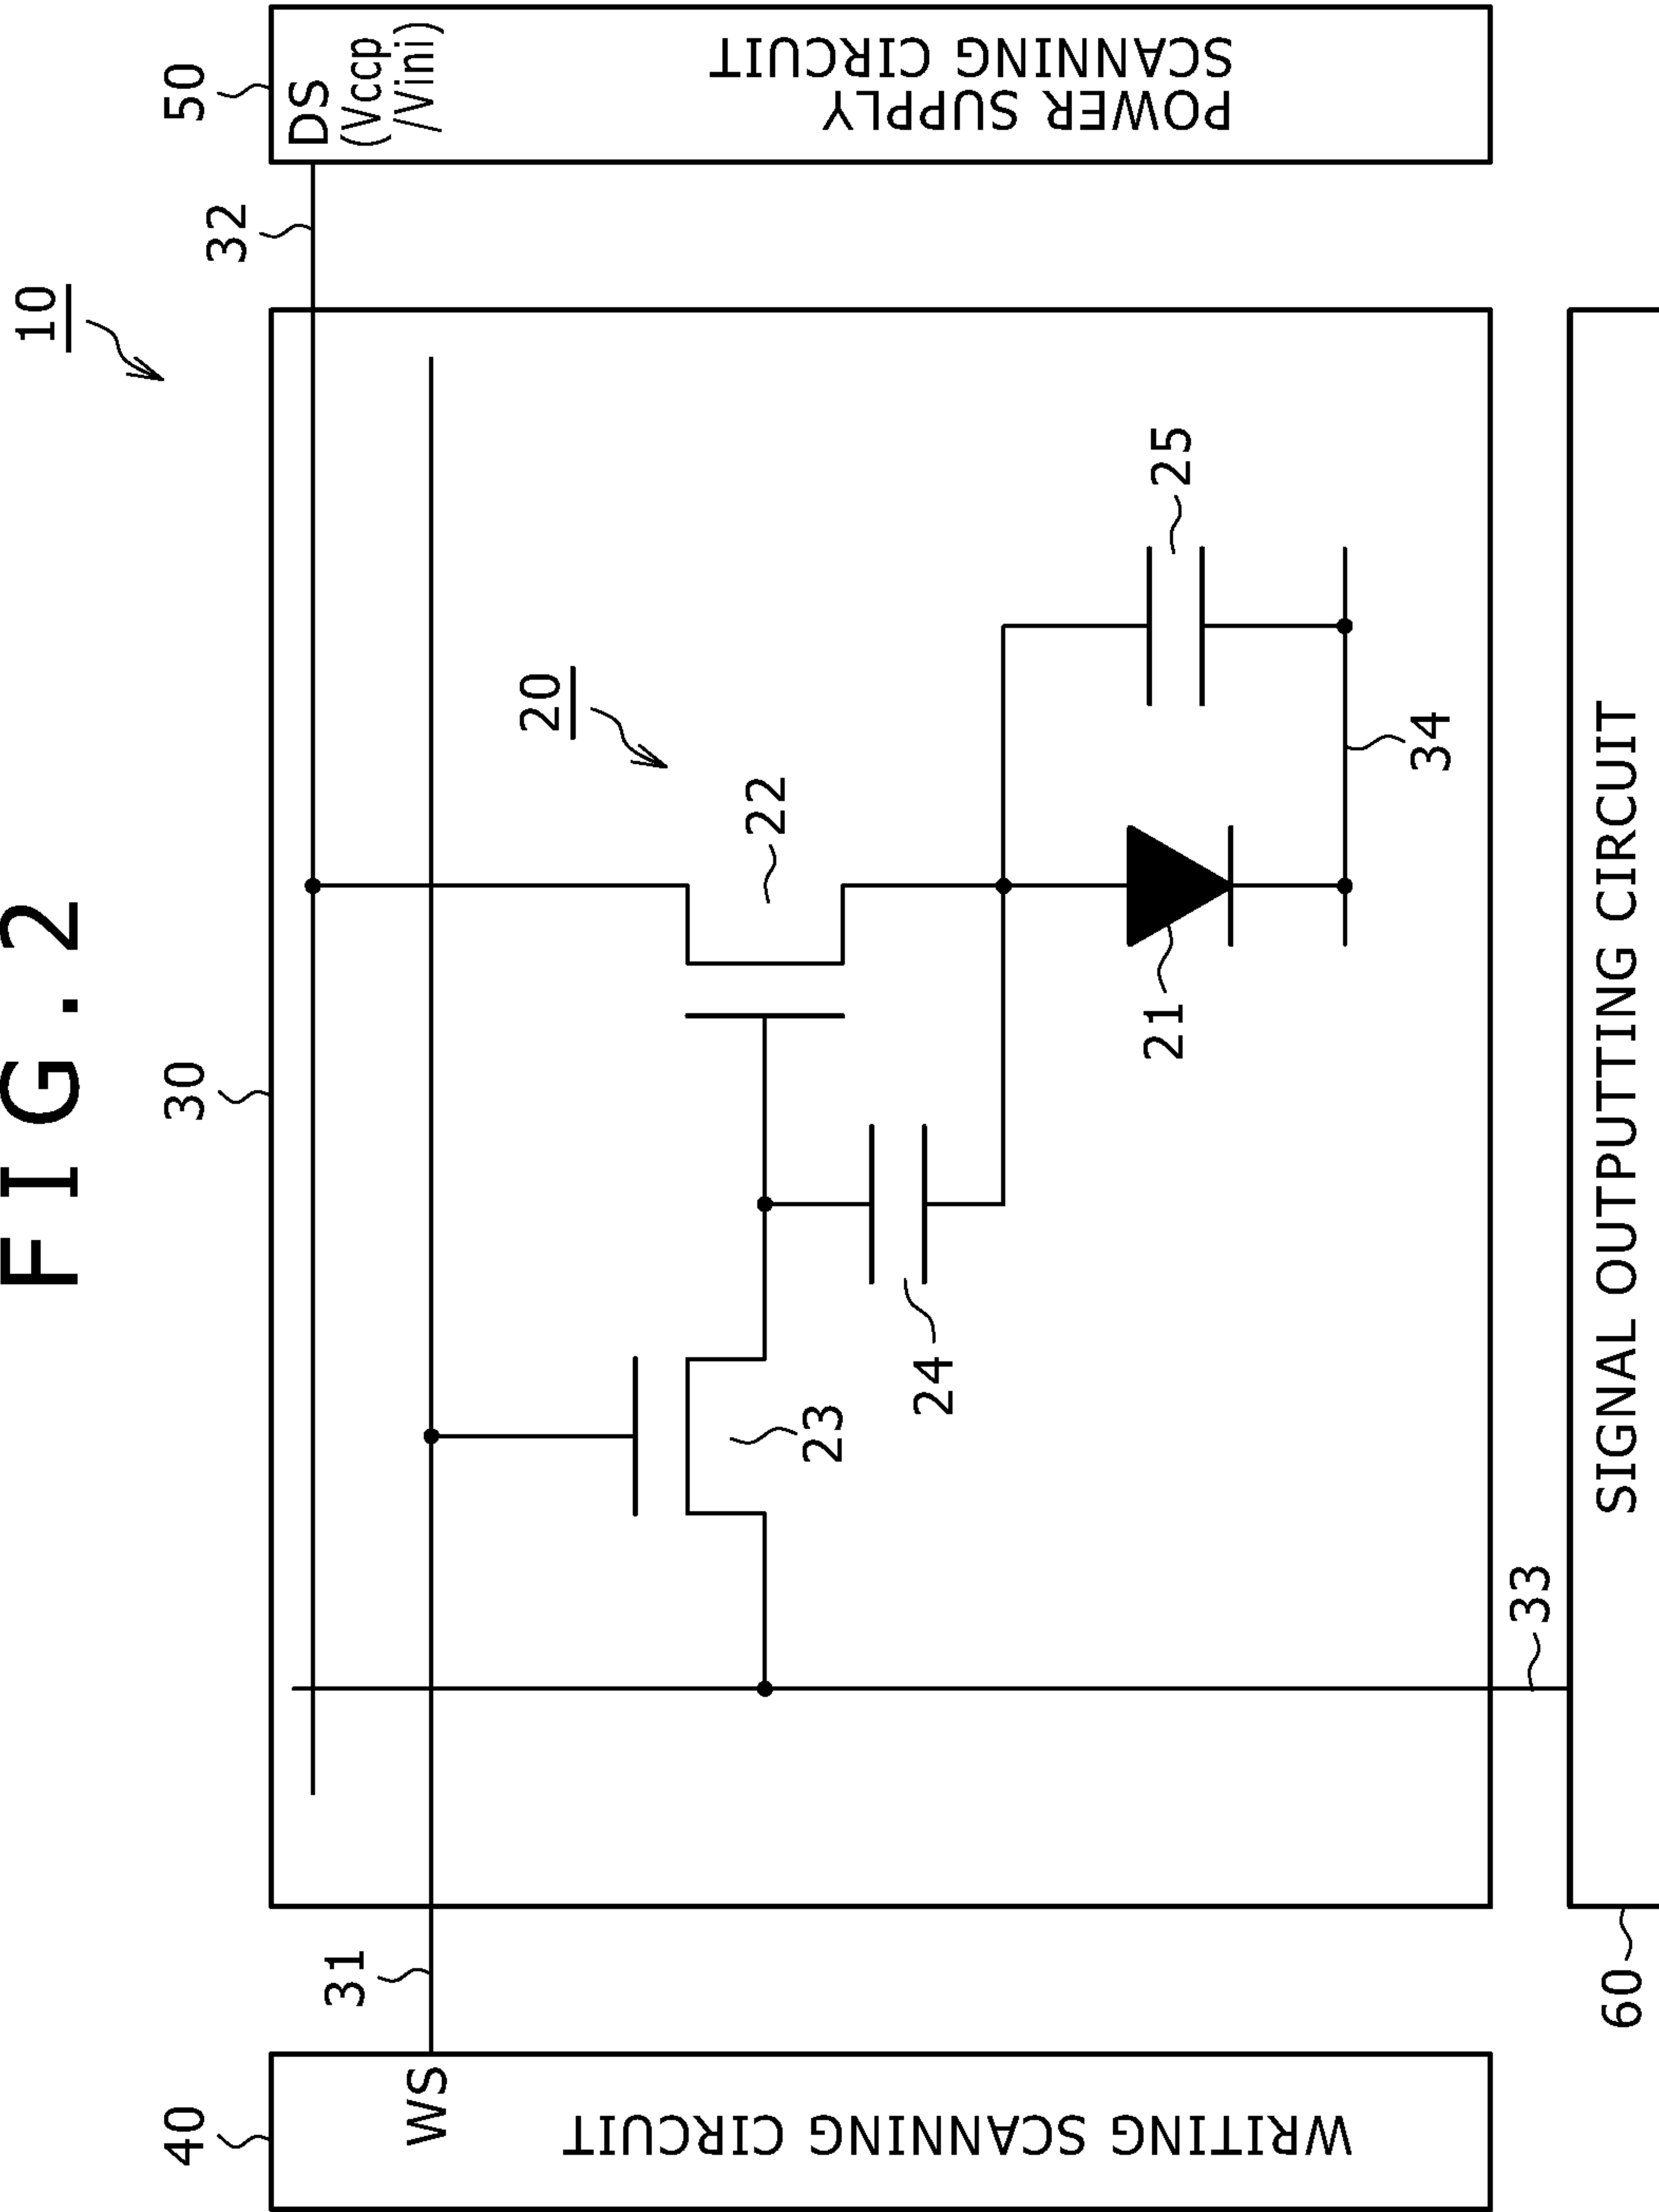 FIG.2
10
40
30
50
31
32
WS
DS
(Vccp
/Vini)
20
22
23
24
21
25
34
33
WRITING SCANNING CIRCUIT
POWER SUPPLY
SCANNING CIRCUIT
60
SIGNAL OUTPUTTING CIRCUIT